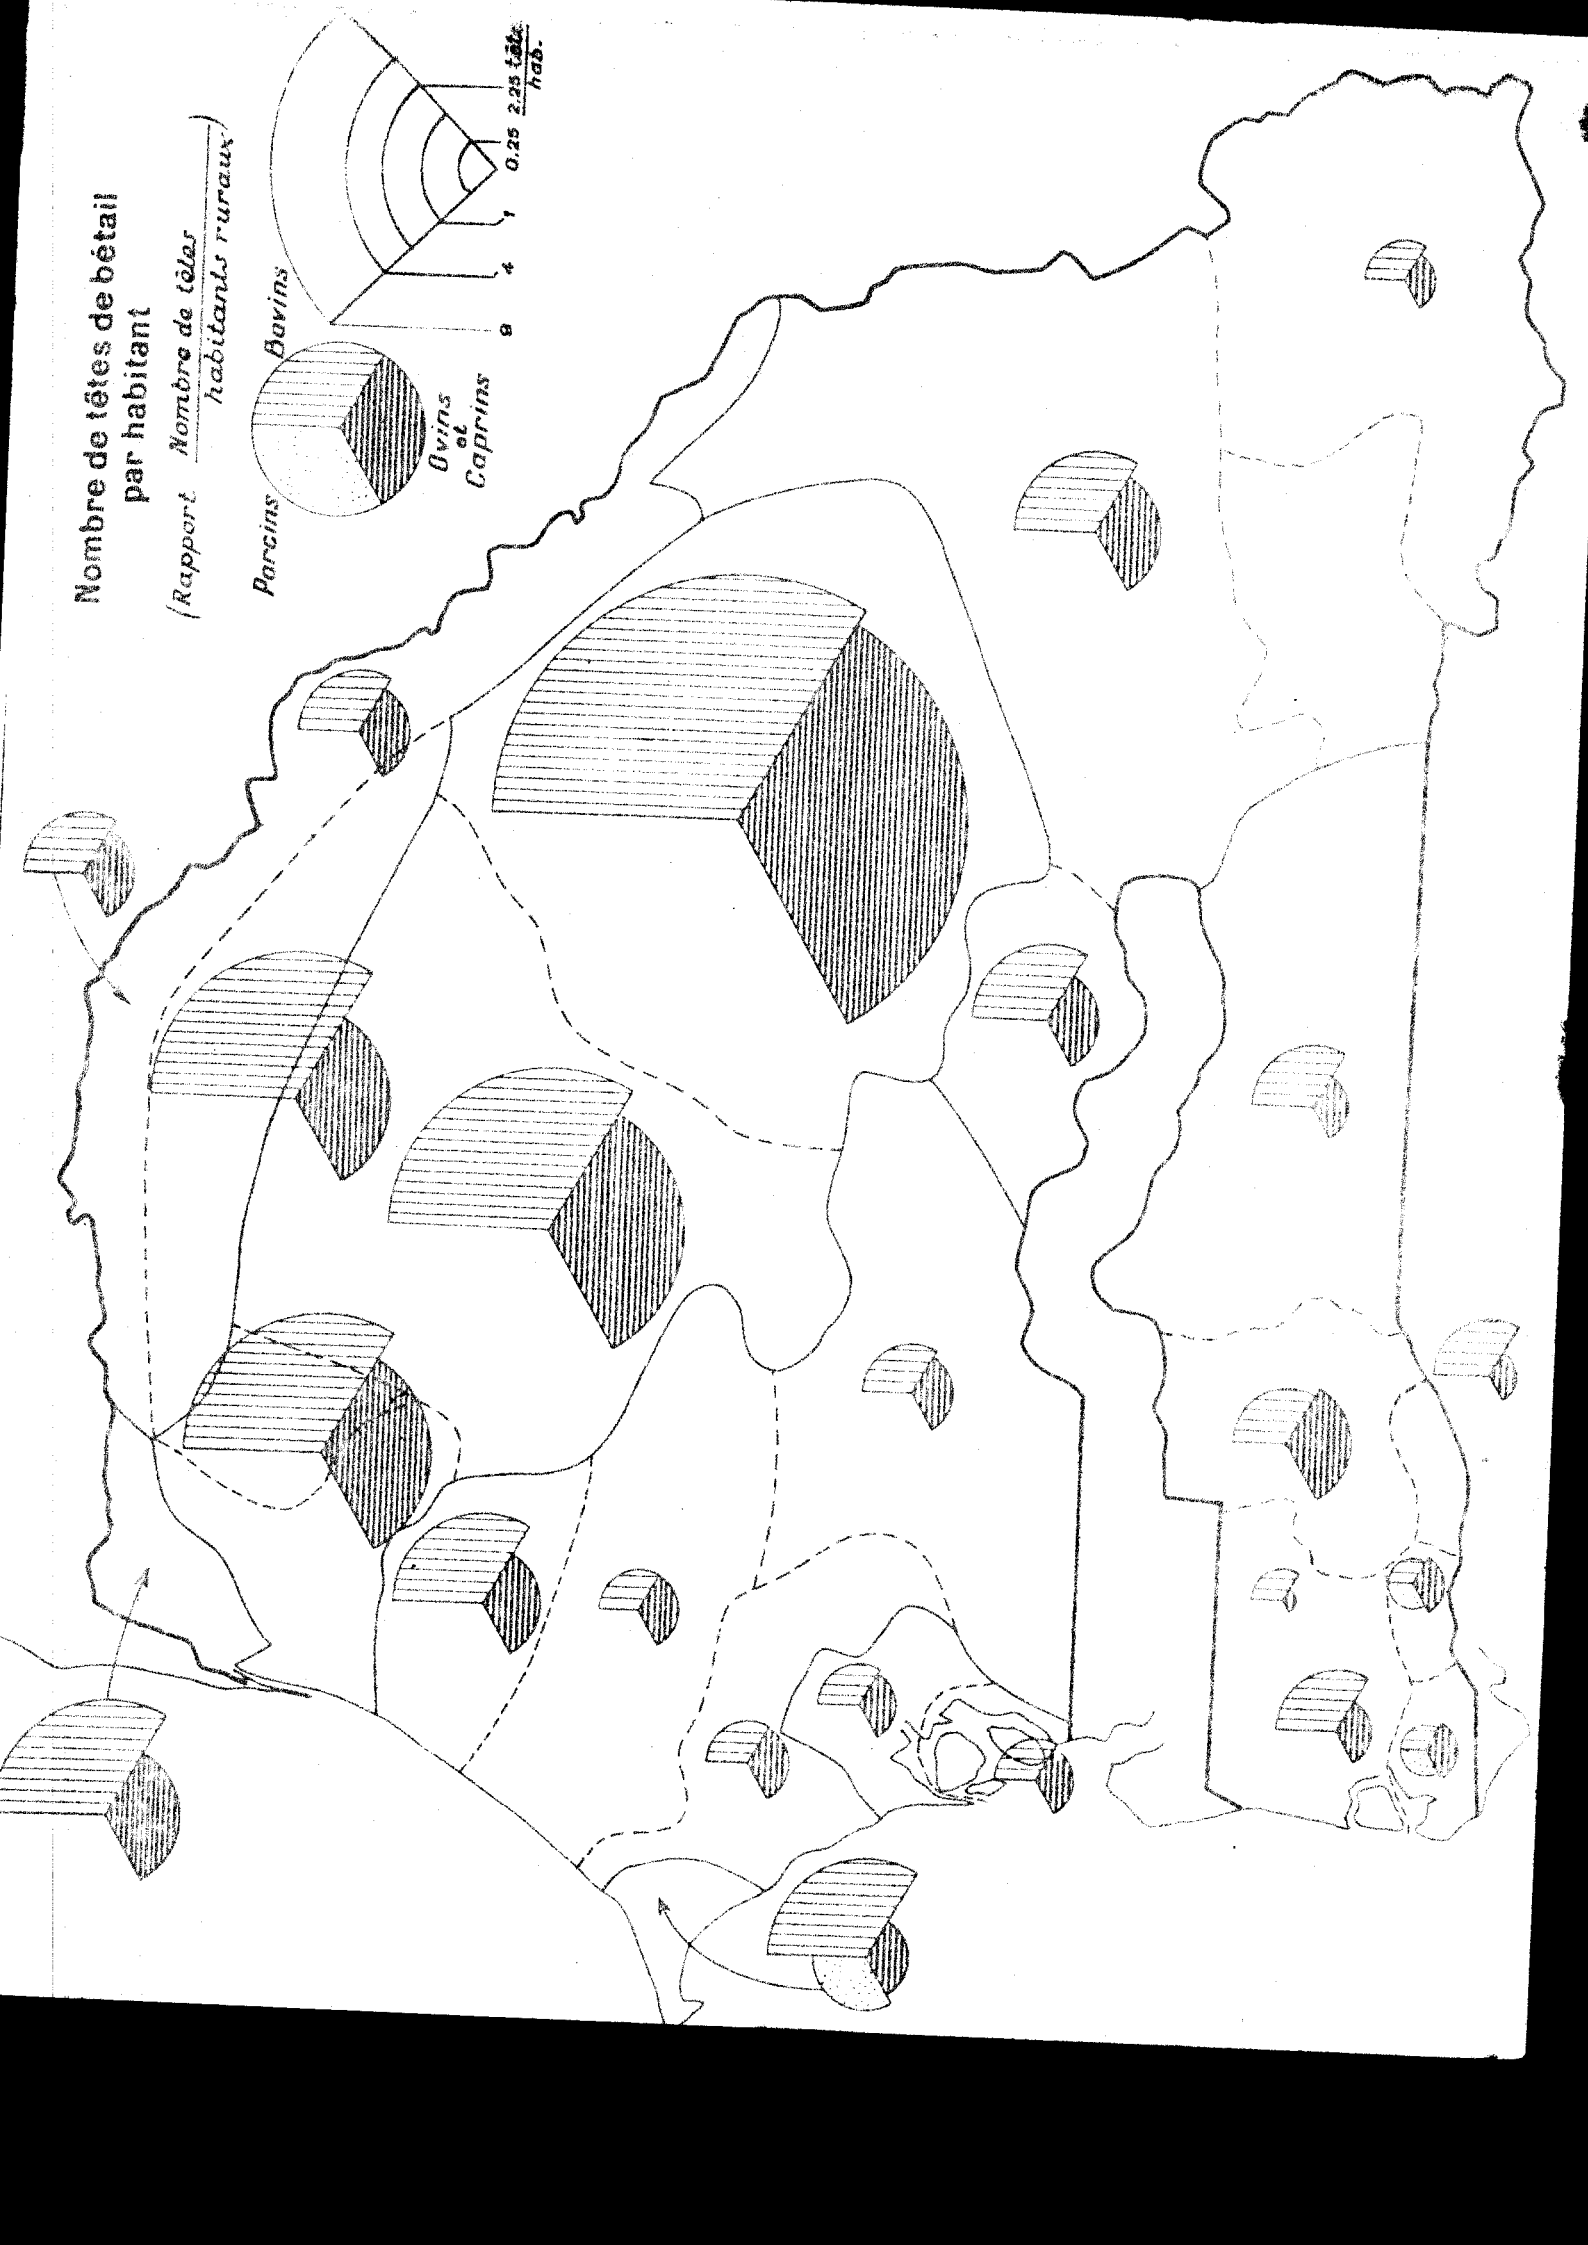 Nombre de têtes de bétail
par habitant
(Rapport Nombre de têtes
habitants ruraux)
Porcins
Bovins
Ovins
et
Caprins
9
4
1
0.25
2.25 têtes
hab.